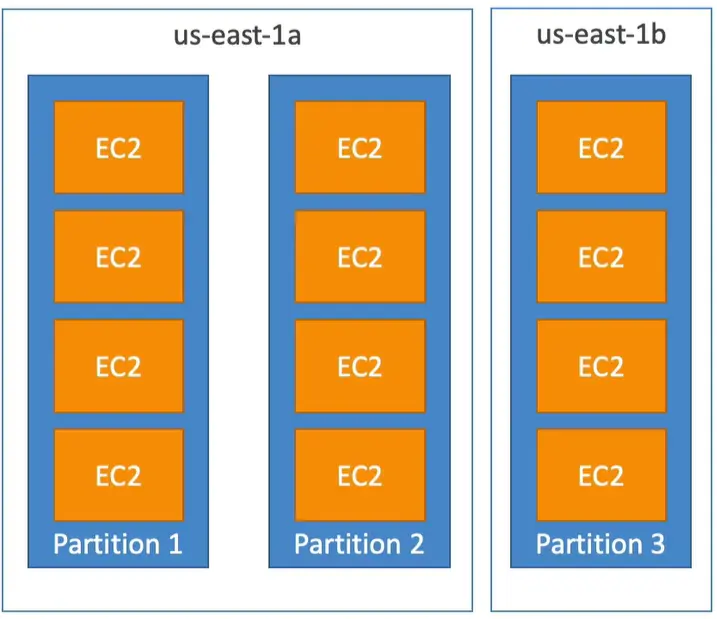 us-east-1a
EC2
EC2
EC2
EC2
Partition 1
EC2
EC2
EC2
EC2
Partition 2
us-east-1b
EC2
EC2
EC2
EC2
Partition 3